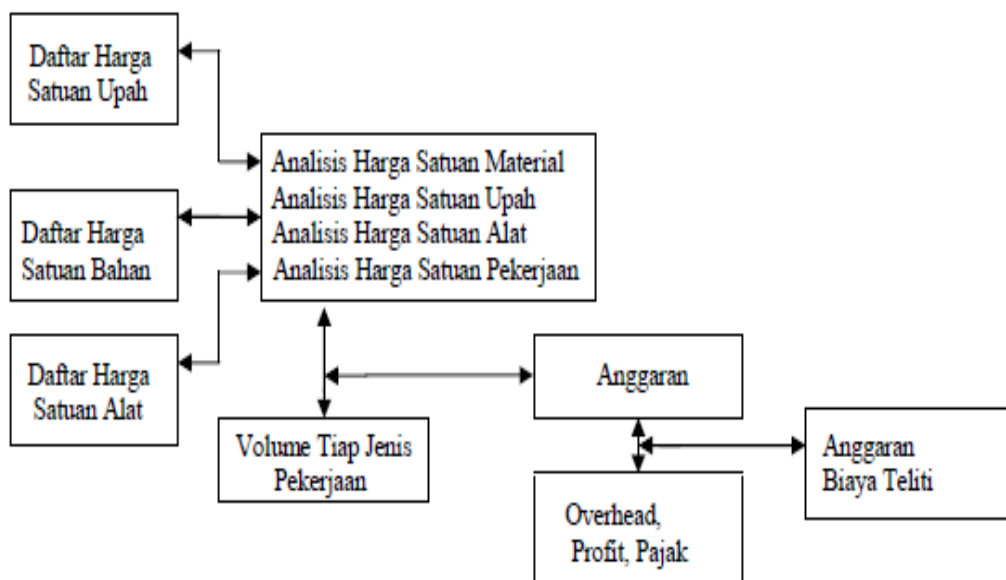 Daftar Harga
Satuan Upah
Daftar Harga
Satuan Bahan
Daftar Harga
Satuan Alat
Analisis Harga Satuan Material
Analisis Harga Satuan Upah
Analisis Harga Satuan Alat
Analisis Harga Satuan Pekerjaan
Volume Tiap Jenis
Pekerjaan
Anggaran
Overhead,
Profit, Pajak
Anggaran
Biaya Teliti